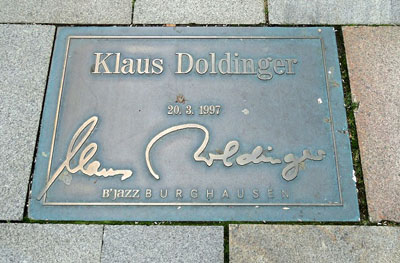 Klaus Doldinger
20. 3. 1997
Klaus Doldinger
B'jazz BURGHAUSEN